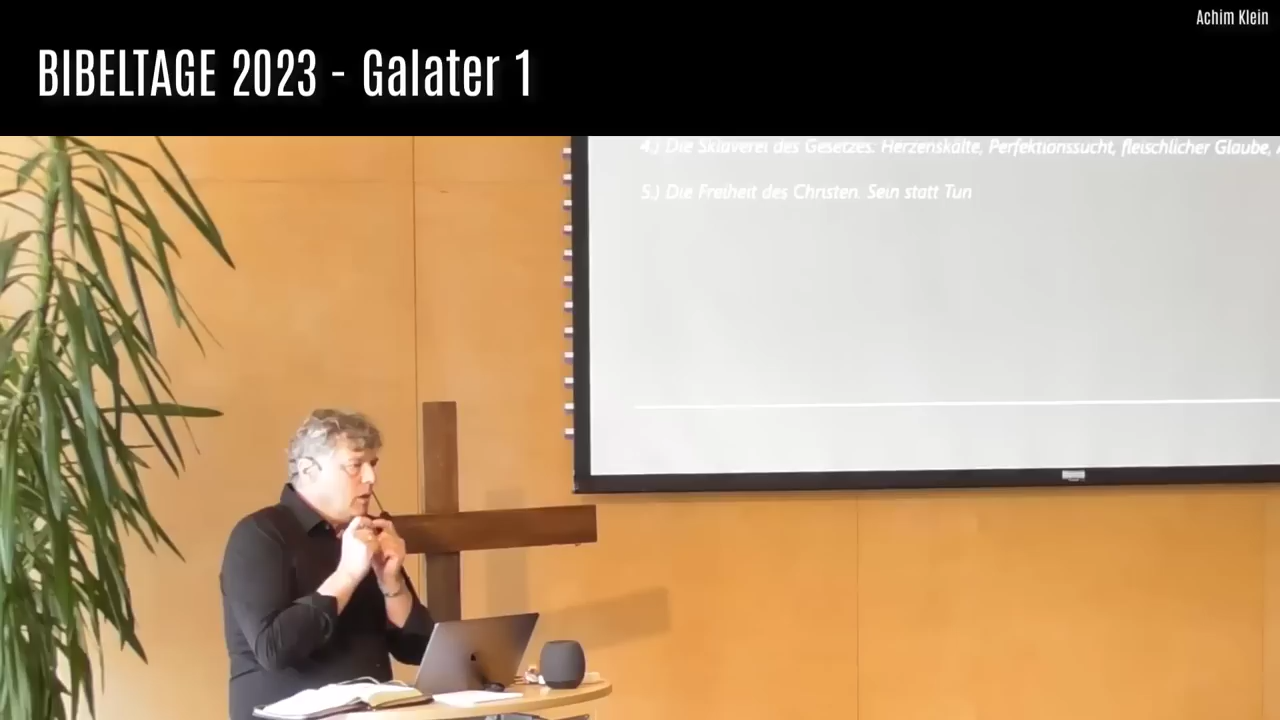 Achim Klein
BIBELTAGE 2023 - Galater 1
4.) Die Sklaverei des Gesetzes. Herzenskälte, Perfektionssucht, fleischlicher Glaube,
5.) Die Freiheit des Christen. Sein statt Tun